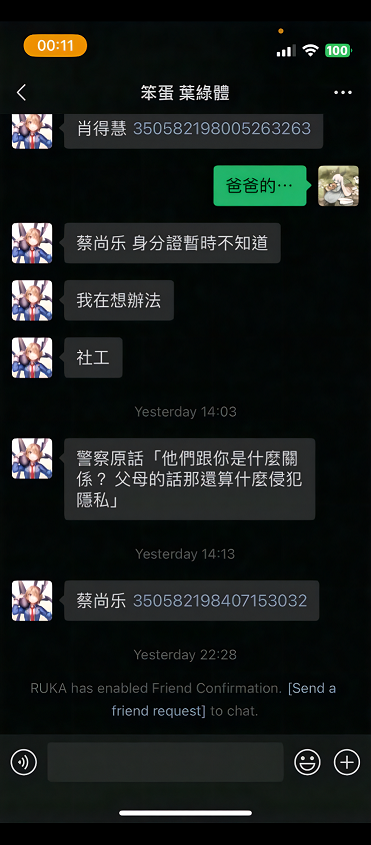 00:11
100
笨蛋 葉綠體
肖得慧 350582198005263263
爸爸的…
蔡尚乐 身分證暫時不知道
我在想辦法
社工
Yesterday 14:03
警察原話「他們跟你是什麼關
係？ 父母的話那還算什麼侵犯
隱私」
Yesterday 14:13
蔡尚乐 350582198407153032
Yesterday 22:28
RUKA has enabled Friend Confirmation. [Send a
friend request] to chat.